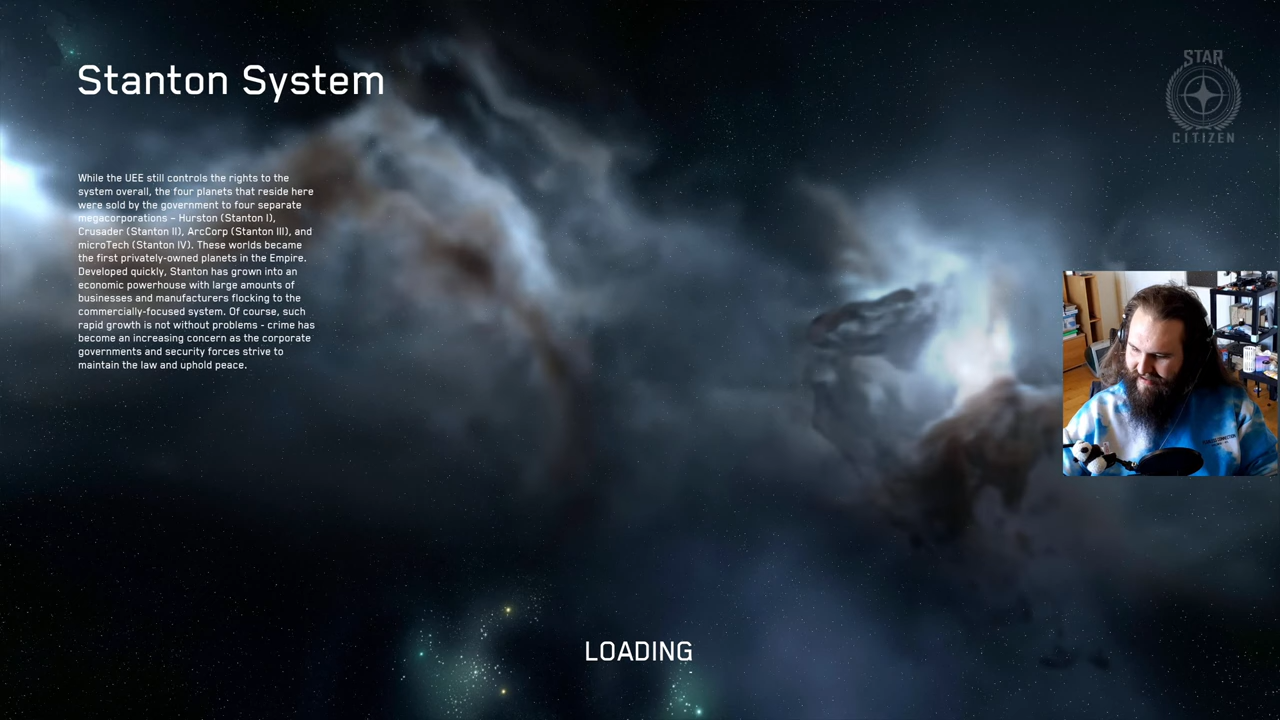 Stanton System
STAR
CITIZEN
While the UEE still controls the rights to the
system overall, the four planets that reside here
were sold by the government to four separate
megacorporations – Hurston (Stanton I),
Crusader (Stanton II), ArcCorp (Stanton III), and
microTech (Stanton IV). These worlds became
the first privately-owned planets in the Empire.
Developed quickly, Stanton has grown into an
economic powerhouse with large amounts of
businesses and manufacturers flocking to the
commercially-focused system. Of course, such
rapid growth is not without problems - crime has
become an increasing concern as the corporate
governments and security forces strive to
maintain the law and uphold peace.
LOADING